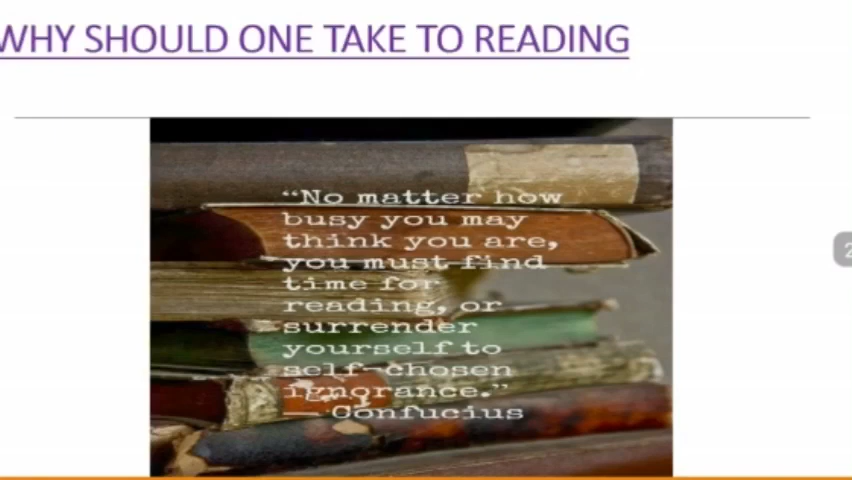 WHY SHOULD ONE TAKE TO READING
“No matter how
busy you may
think you are,
you must find
time for
reading, or
surrender
yourself to
self-chosen
ignorance.”
— Confucius
2